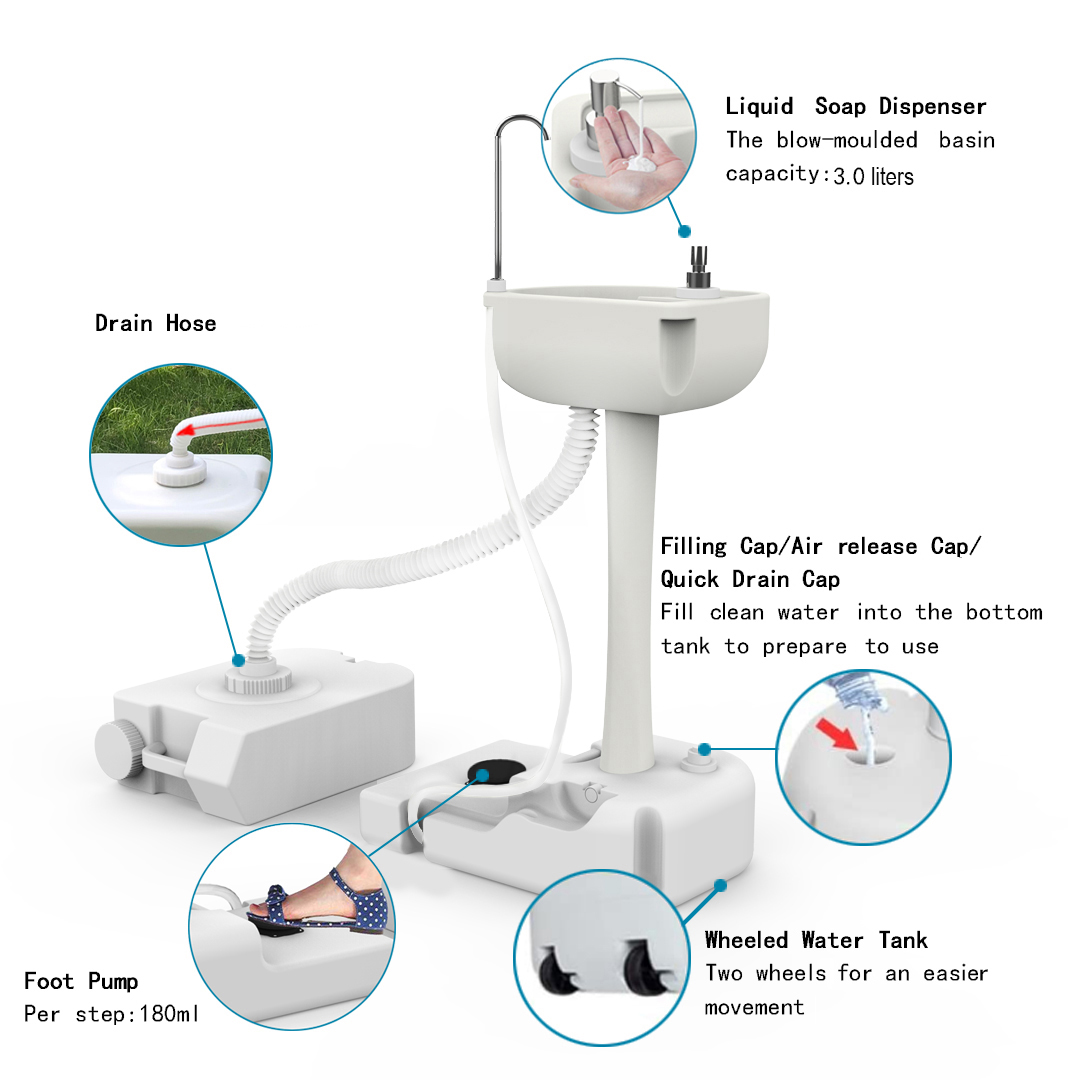 Liquid Soap Dispenser
The blow-moulded basin
capacity:3.0 liters
Drain Hose
Filling Cap/Air release Cap/
Quick Drain Cap
Fill clean water into the bottom
tank to prepare to use
Wheeled Water Tank
Two wheels for an easier
movement
Foot Pump
Per step:180ml